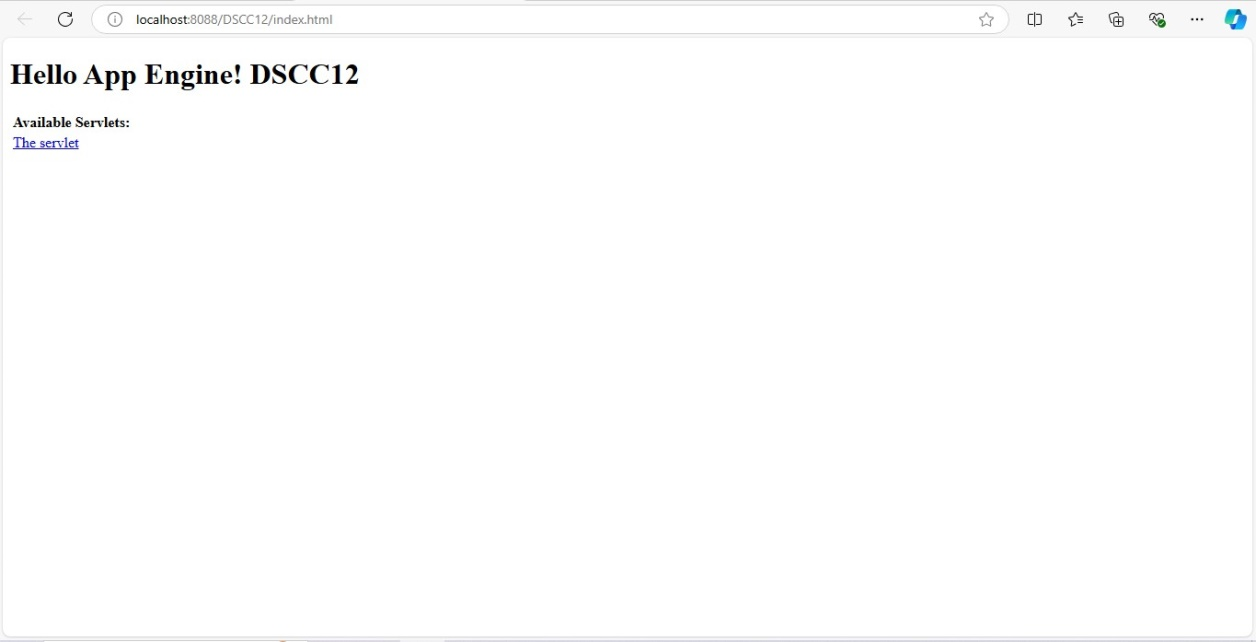 localhost:8088/DSCC12/index.html
Hello App Engine! DSCC12
Available Servlets:
The servlet